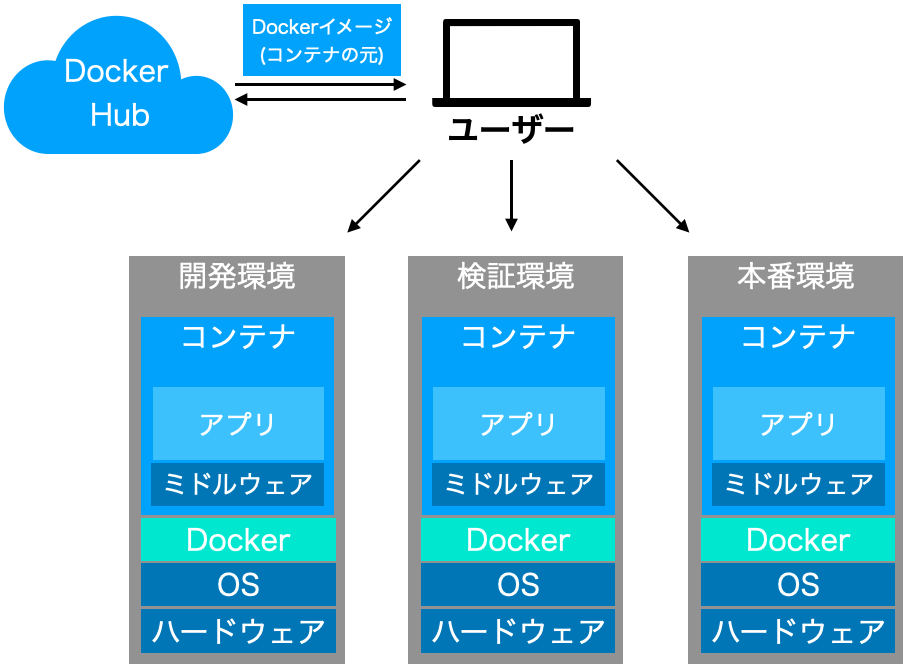 Docker
Hub
Dockerイメージ
(コンテナの元)
ユーザー
開発環境
コンテナ
アプリ
ミドルウェア
Docker
OS
ハードウェア
検証環境
コンテナ
アプリ
ミドルウェア
Docker
OS
ハードウェア
本番環境
コンテナ
アプリ
ミドルウェア
Docker
OS
ハードウェア